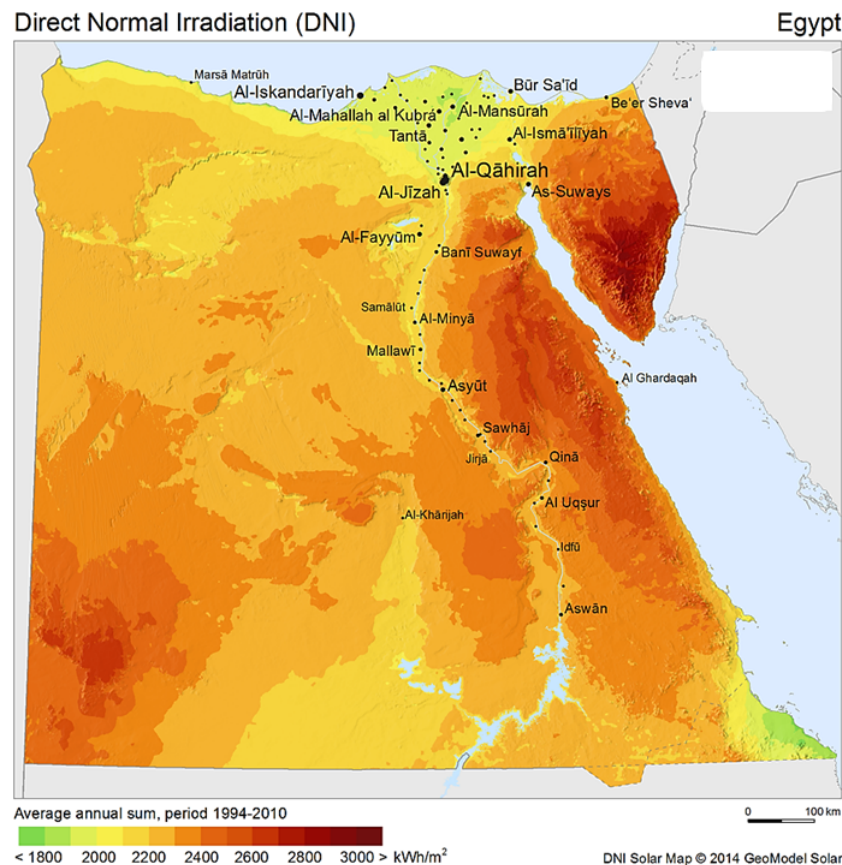 Direct Normal Irradiation (DNI)
Egypt
Marsā Matrūh
Al-Iskandarīyah
Būr Sa'īd
Be'er Sheva'
Al-Mahallah al Kubrá
Al-Mansūrah
Tantā
Al-Ismā'īlīyah
Al-Qāhirah
Al-Jīzah
As-Suways
Al-Fayyūm
Banī Suwayf
Samālūt
Al-Minyā
Mallawī
Al Ghardaqah
Asyūt
Sawhāj
Jirjā
Qinā
Al Uqşur
Al-Khārijah
Idfū
Aswān
Average annual sum, period 1994-2010
0 100 km
< 1800 2000 2200 2400 2600 2800 3000 > kWh/m²
DNI Solar Map © 2014 GeoModel Solar